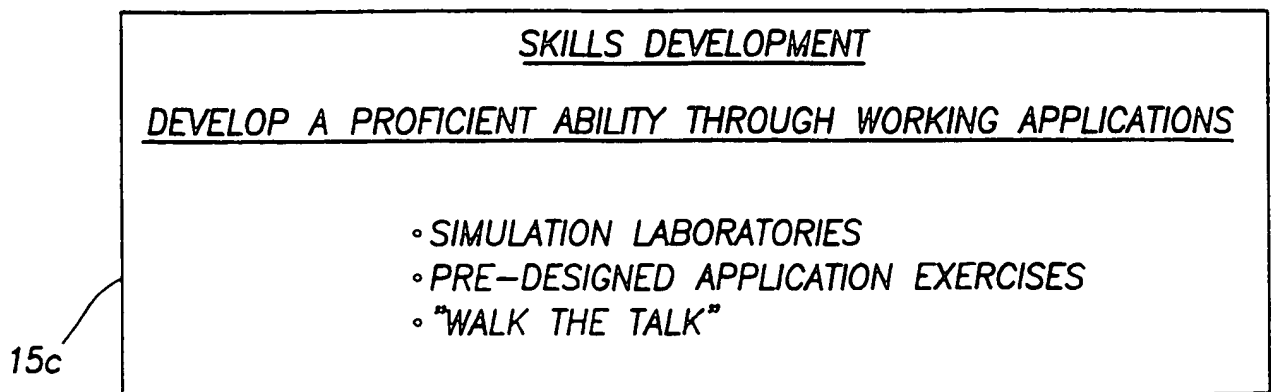 SKILLS DEVELOPMENT
DEVELOP A PROFICIENT ABILITY THROUGH WORKING APPLICATIONS
◦ SIMULATION LABORATORIES
◦ PRE-DESIGNED APPLICATION EXERCISES
◦ "WALK THE TALK"
15c